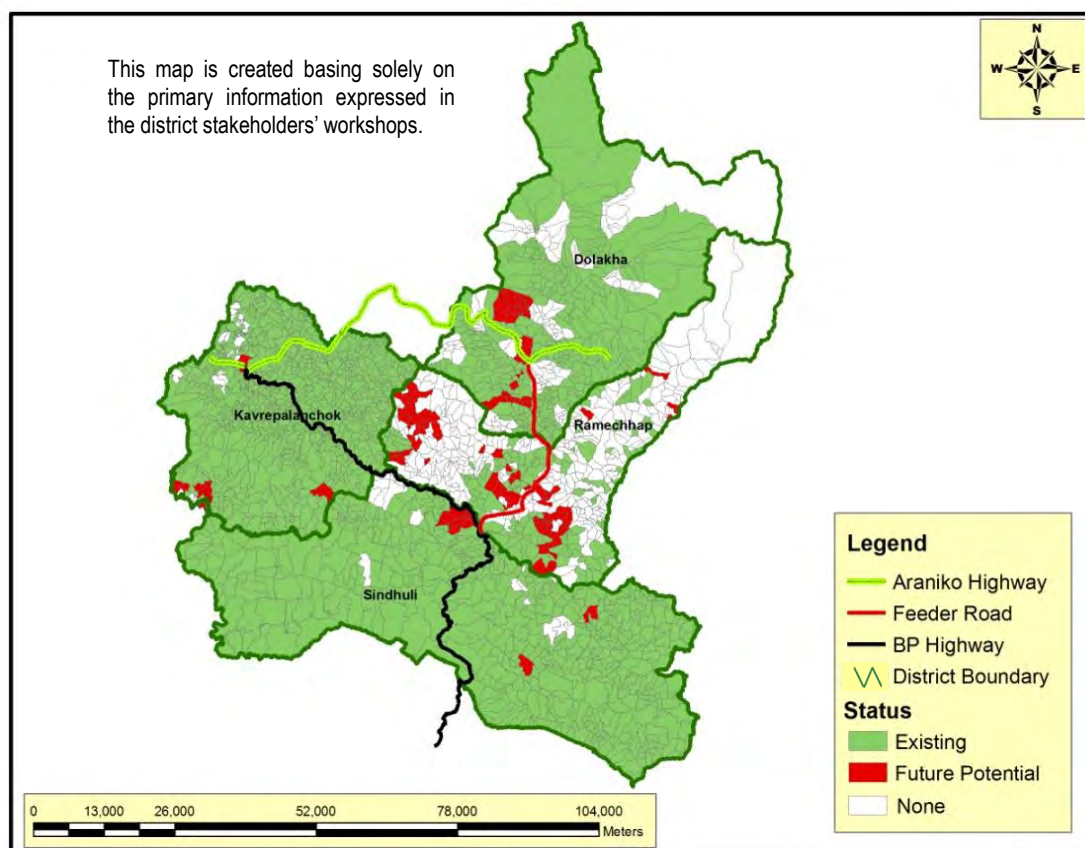 This map is created basing solely on
the primary information expressed in
the district stakeholders' workshops.
N
W E
S
Dolakha
Kavrepalanchok
Ramechhap
Sindhuli
Legend
Araniko Highway
Feeder Road
BP Highway
District Boundary
Status
Existing
Future Potential
None
0 13,000 26,000 52,000 78,000 104,000
Meters